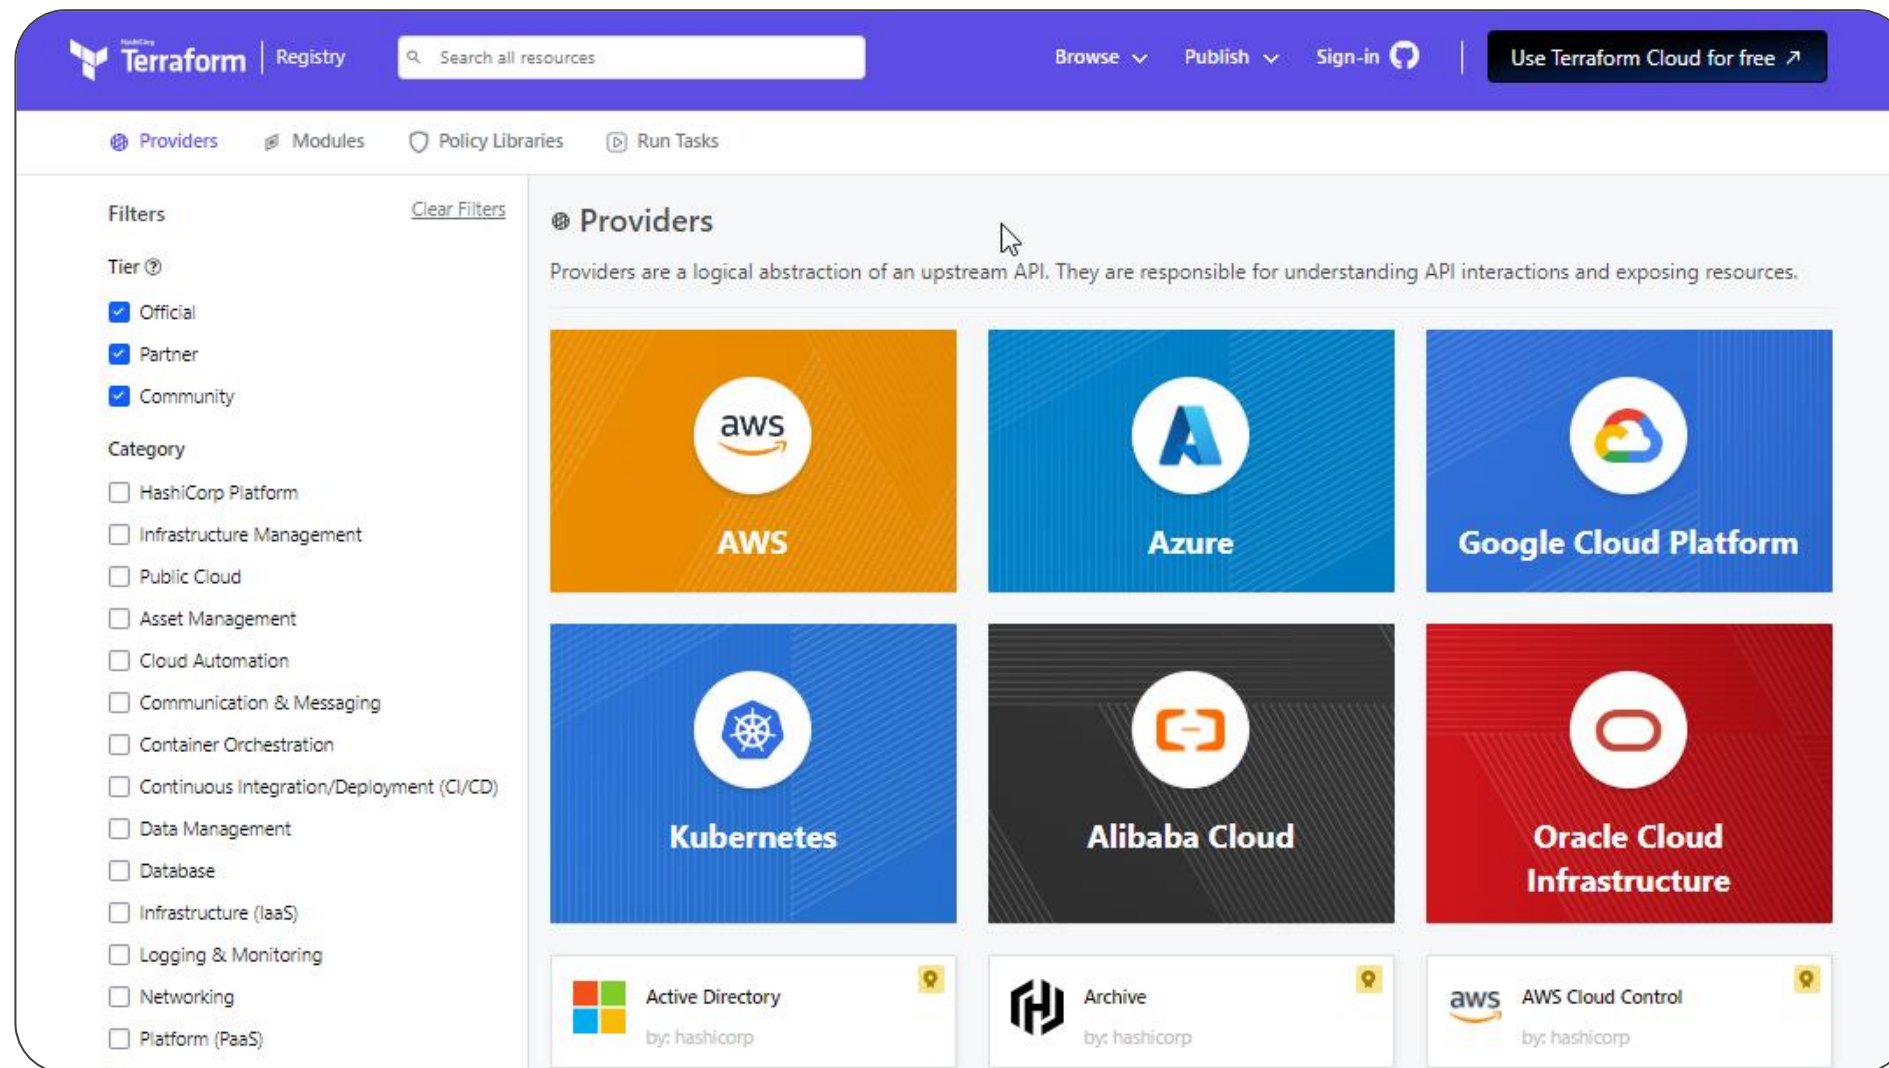 HashiCorp
Terraform
Registry
Search all resources
Browse
Publish
Sign-in
Use Terraform Cloud for free
Providers
Modules
Policy Libraries
Run Tasks
Filters
Clear Filters
Tier
Official
Partner
Community
Category
HashiCorp Platform
Infrastructure Management
Public Cloud
Asset Management
Cloud Automation
Communication & Messaging
Container Orchestration
Continuous Integration/Deployment (CI/CD)
Data Management
Database
Infrastructure (IaaS)
Logging & Monitoring
Networking
Platform (PaaS)
Providers
Providers are a logical abstraction of an upstream API. They are responsible for understanding API interactions and exposing resources.
aws
AWS
Azure
Google Cloud Platform
Kubernetes
Alibaba Cloud
Oracle Cloud
Infrastructure
Active Directory
by: hashicorp
Archive
by: hashicorp
aws
AWS Cloud Control
by: hashicorp